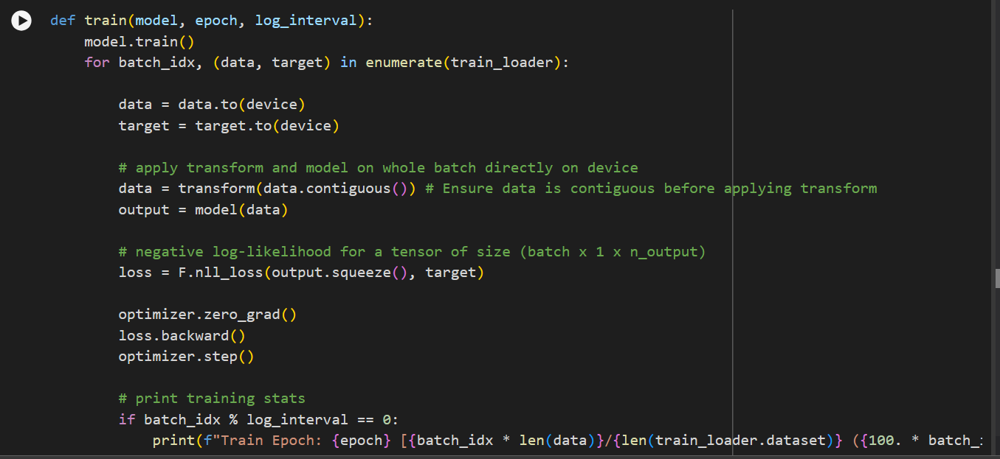 def train(model, epoch, log_interval):
    model.train()
    for batch_idx, (data, target) in enumerate(train_loader):

        data = data.to(device)
        target = target.to(device)

        # apply transform and model on whole batch directly on device
        data = transform(data.contiguous()) # Ensure data is contiguous before applying transform
        output = model(data)

        # negative log-likelihood for a tensor of size (batch x 1 x n_output)
        loss = F.nll_loss(output.squeeze(), target)

        optimizer.zero_grad()
        loss.backward()
        optimizer.step()

        # print training stats
        if batch_idx % log_interval == 0:
            print(f"Train Epoch: {epoch} [{batch_idx * len(data)}/{len(train_loader.dataset)} ({100. * batch_